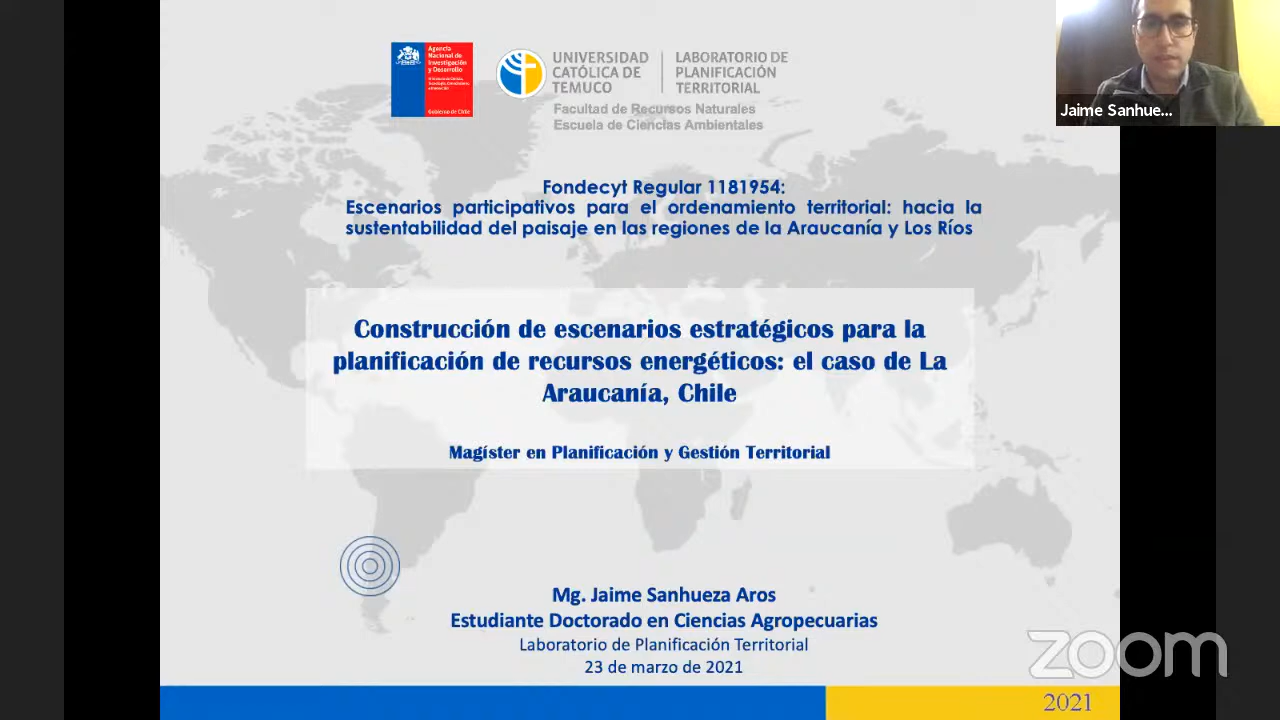 Agencia
Nacional de
Investigación
y Desarrollo
Gobierno de Chile
UNIVERSIDAD
CATÓLICA DE
TEMUCO
LABORATORIO DE
PLANIFICACIÓN
TERRITORIAL
Facultad de Recursos Naturales
Escuela de Ciencias Ambientales
Jaime Sanhue...
Fondecyt Regular 1181954:
Escenarios participativos para el ordenamiento territorial: hacia la
sustentabilidad del paisaje en las regiones de la Araucanía y Los Ríos
Construcción de escenarios estratégicos para la
planificación de recursos energéticos: el caso de La
Araucanía, Chile
Magíster en Planificación y Gestión Territorial
Mg. Jaime Sanhueza Aros
Estudiante Doctorado en Ciencias Agropecuarias
Laboratorio de Planificación Territorial
23 de marzo de 2021
zoom
2021